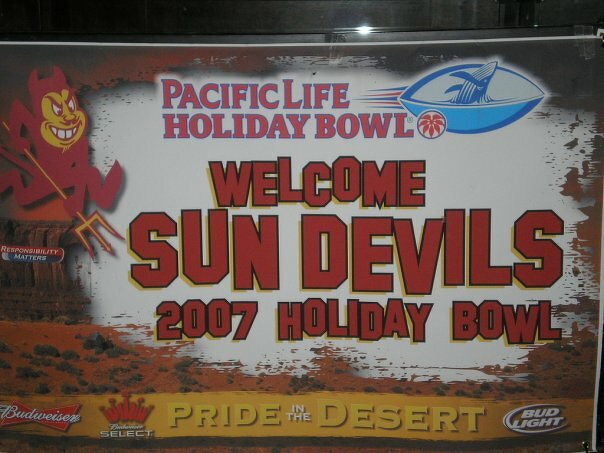 PACIFIC LIFE
HOLIDAY BOWL®
WELCOME
SUN DEVILS
2007 HOLIDAY BOWL
RESPONSIBILITY
MATTERS
Budweiser
Budweiser
SELECT
PRIDE IN THE DESERT
BUD
LIGHT